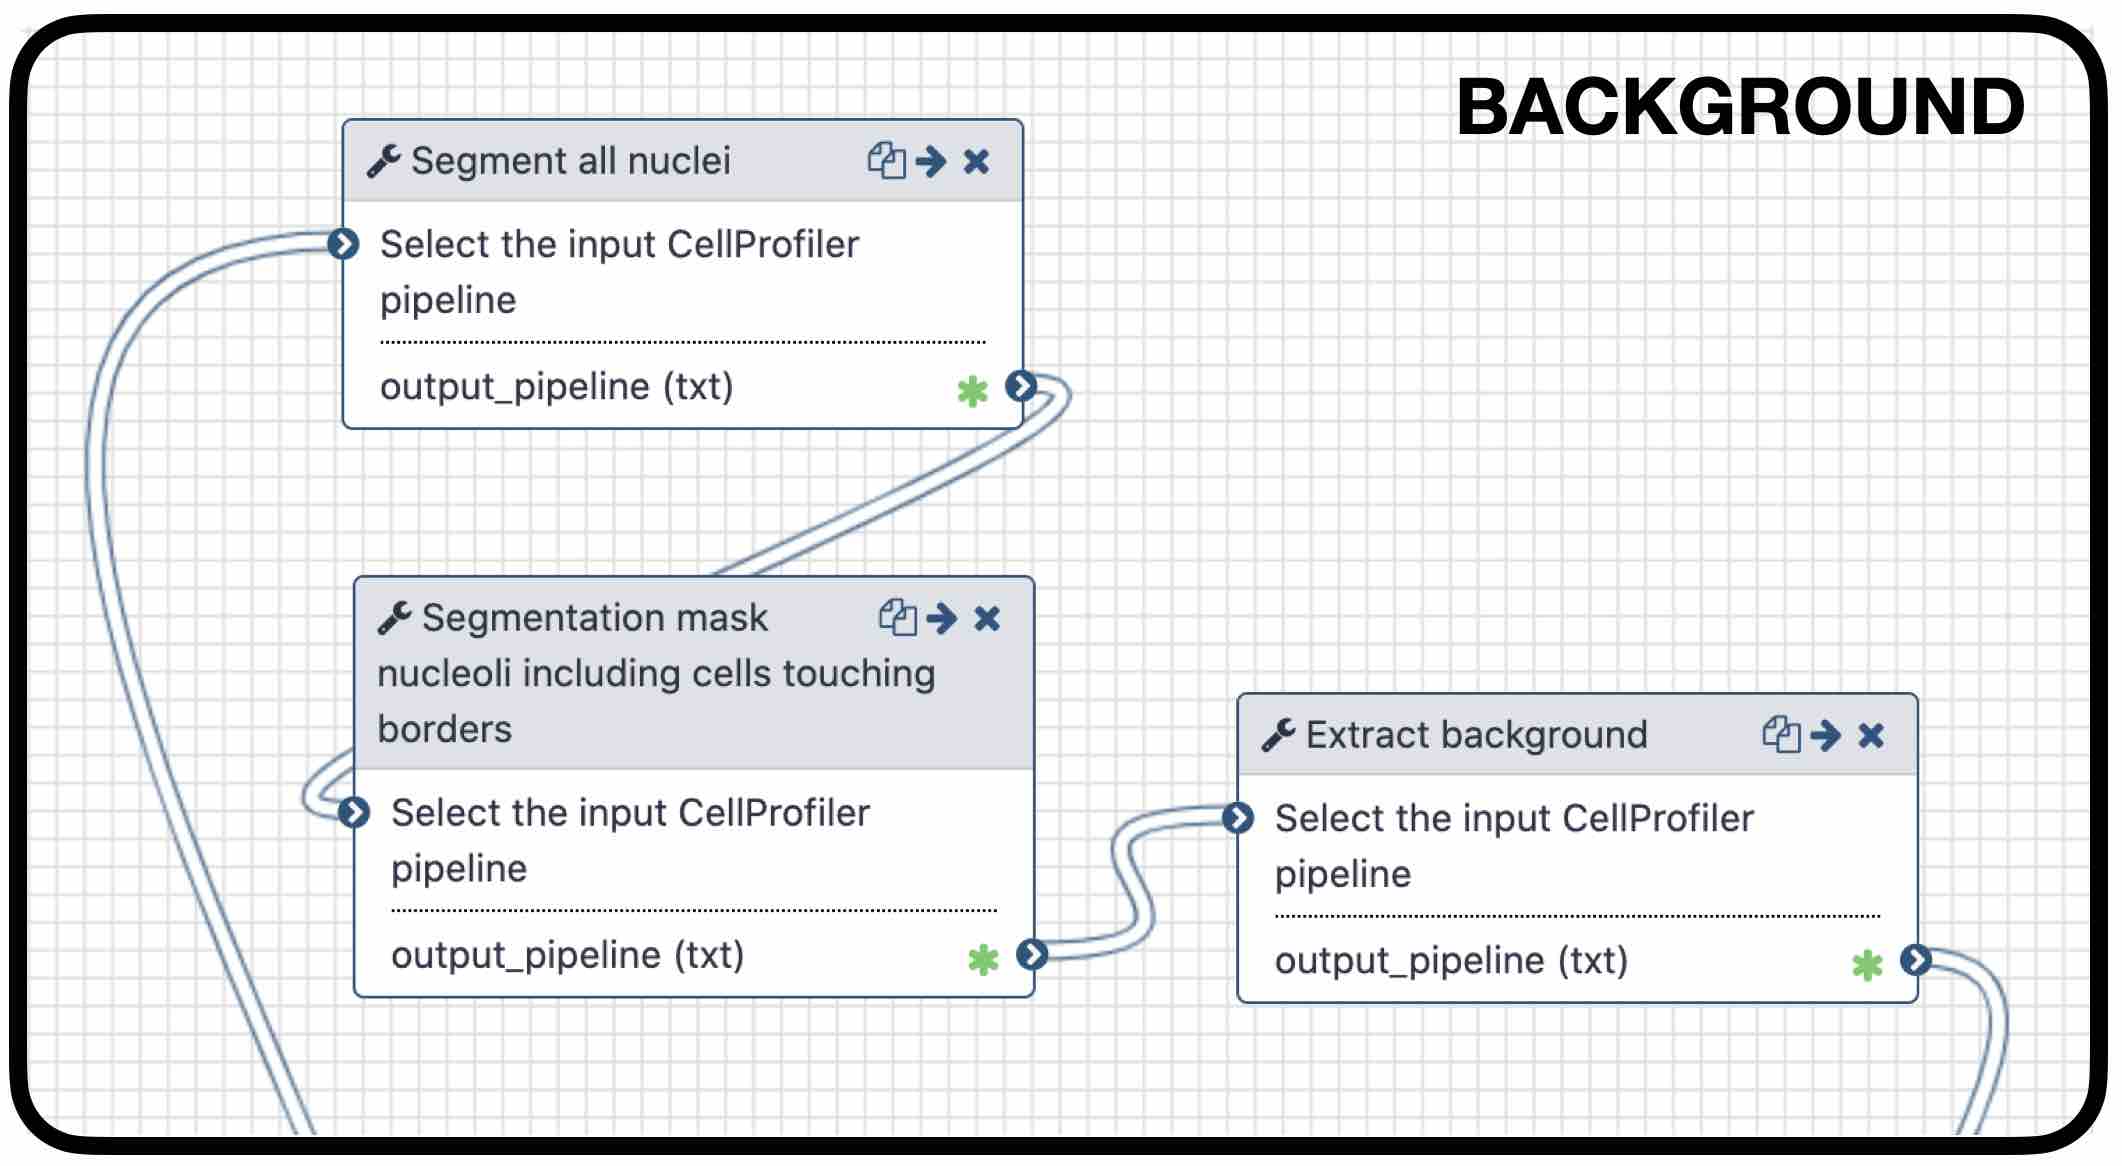 BACKGROUND
Segment all nuclei
Select the input CellProfiler
pipeline
output_pipeline (txt)
Segmentation mask
nucleoli including cells touching
borders
Select the input CellProfiler
pipeline
output_pipeline (txt)
Extract background
Select the input CellProfiler
pipeline
output_pipeline (txt)